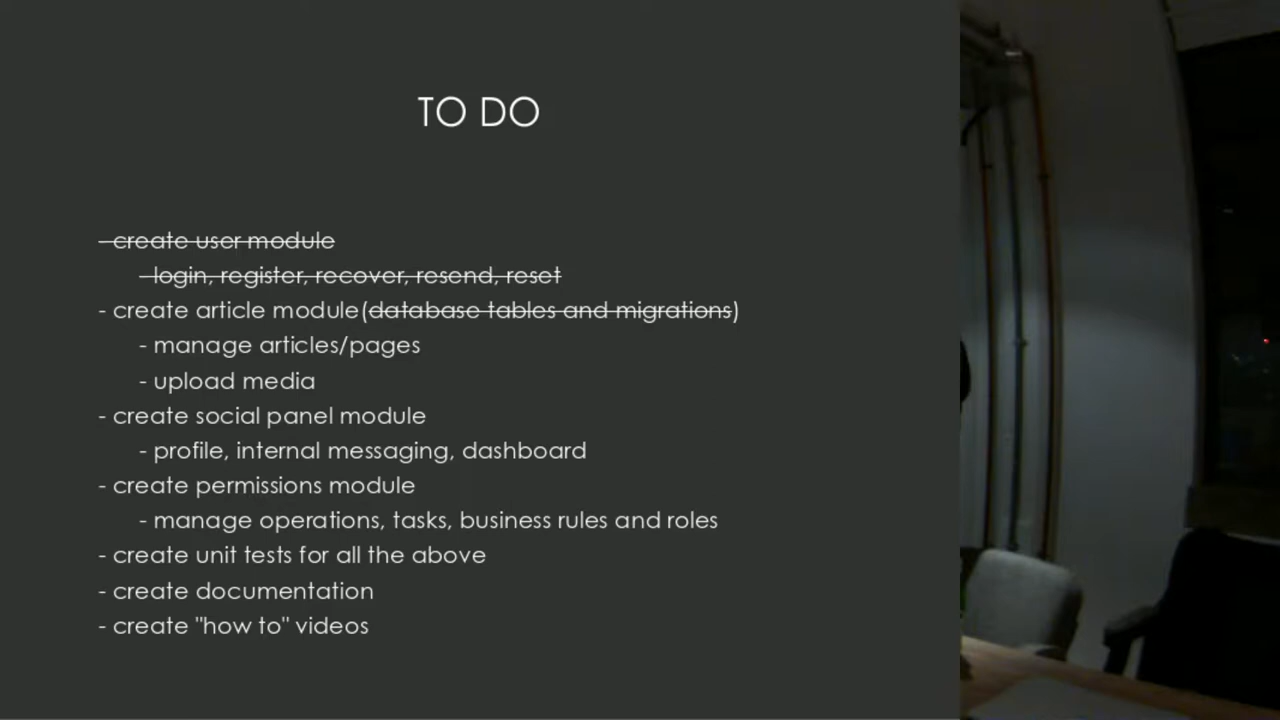 TO DO
- create user module
- login, register, recover, resend, reset
- create article module(database tables and migrations)
- manage articles/pages
- upload media
- create social panel module
- profile, internal messaging, dashboard
- create permissions module
- manage operations, tasks, business rules and roles
- create unit tests for all the above
- create documentation
- create "how to" videos